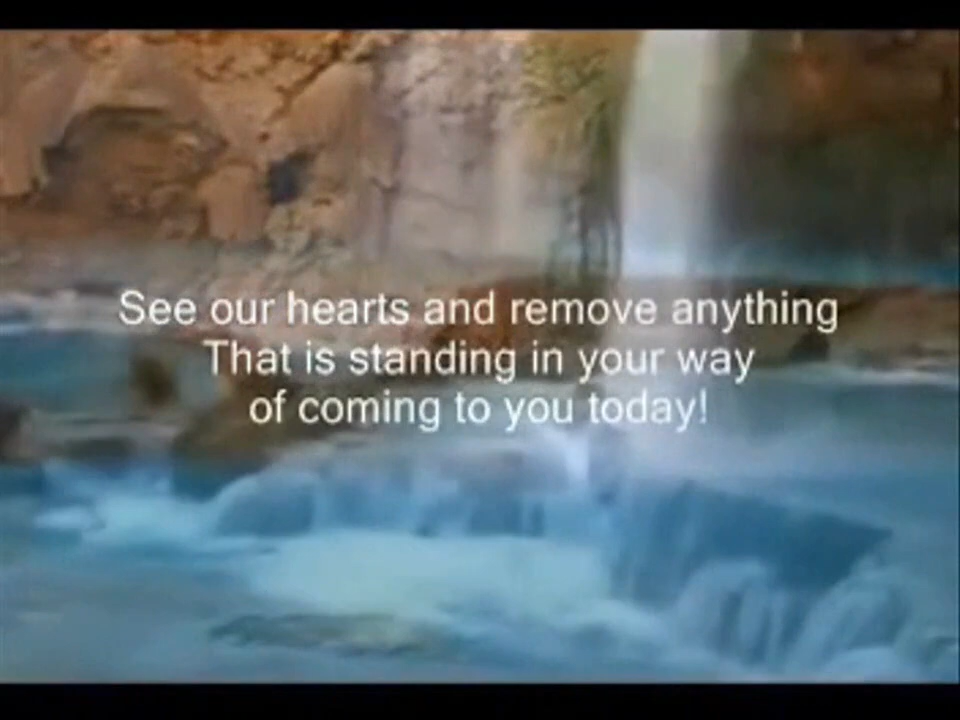 See our hearts and remove anything
That is standing in your way
of coming to you today!